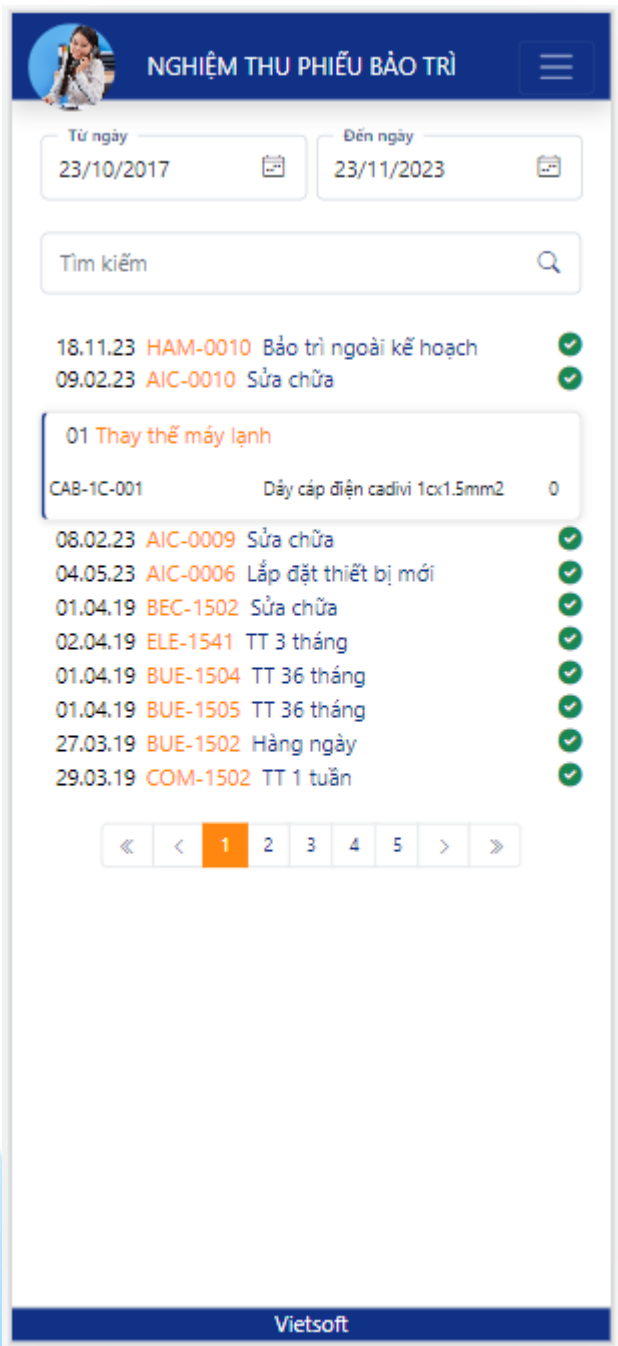 NGHIỆM THU PHIẾU BẢO TRÌ
Từ ngày
Đến ngày
23/10/2017
23/11/2023
Tìm kiếm
18.11.23 HAM-0010 Bảo trì ngoài kế hoạch
09.02.23 AIC-0010 Sửa chữa
01 Thay thế máy lạnh
CAB-1C-001 Dây cáp điện cadivi 1cx1.5mm2 0
08.02.23 AIC-0009 Sửa chữa
04.05.23 AIC-0006 Lắp đặt thiết bị mới
01.04.19 BEC-1502 Sửa chữa
02.04.19 ELE-1541 TT 3 tháng
01.04.19 BUE-1504 TT 36 tháng
01.04.19 BUE-1505 TT 36 tháng
27.03.19 BUE-1502 Hàng ngày
29.03.19 COM-1502 TT 1 tuần
« < 1 2 3 4 5 > »
Vietsoft